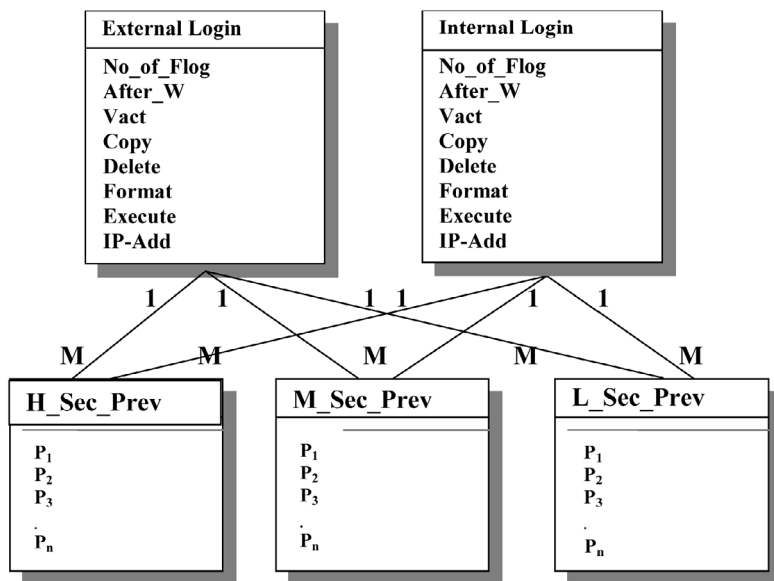 External Login
No_of_Flog
After_W
Vact
Copy
Delete
Format
Execute
IP-Add
Internal Login
No_of_Flog
After_W
Vact
Copy
Delete
Format
Execute
IP-Add
1 1 1 1 1 1
M M M M M
H_Sec_Prev
P₁
P₂
P₃
.
Pₙ
M_Sec_Prev
P₁
P₂
P₃
.
Pₙ
L_Sec_Prev
P₁
P₂
P₃
.
Pₙ